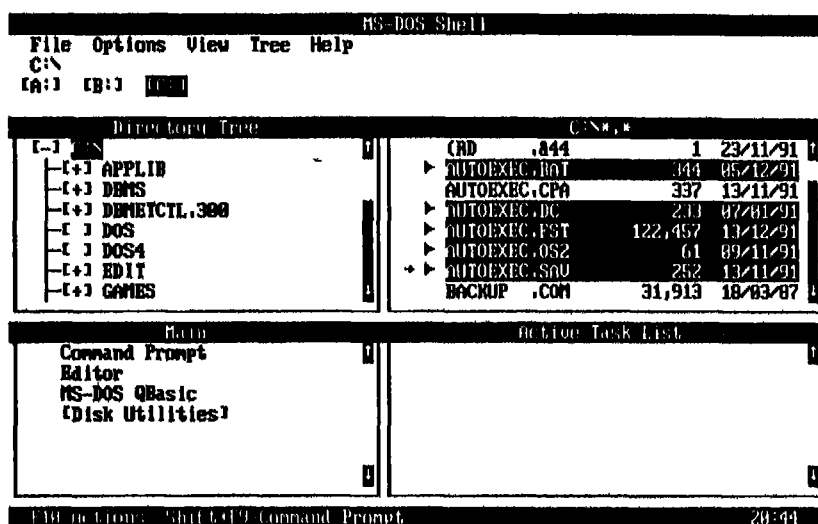 MS-DOS Shell
File Options View Tree Help
C:\
[A:] [B:] [C:]
Directory Tree
C:\*.*
[-] C:\
[+] APPLIB
[+] DBMS
[+] DBMETCTL.300
[ ] DOS
[ ] DOS4
[+] EDIT
[+] GAMES
(RD .844 1 23/11/91
AUTOEXEC.BAT 344 05/12/91
AUTOEXEC.CPA 337 13/11/91
AUTOEXEC.DC 233 07/01/91
AUTOEXEC.FST 122,457 13/12/91
AUTOEXEC.OS2 61 09/11/91
AUTOEXEC.SAV 252 13/11/91
BACKUP .COM 31,913 18/03/87
Main
Command Prompt
Editor
MS-DOS QBasic
[Disk Utilities]
Active Task List
F10=Actions Shift+F9=Command Prompt 20:44